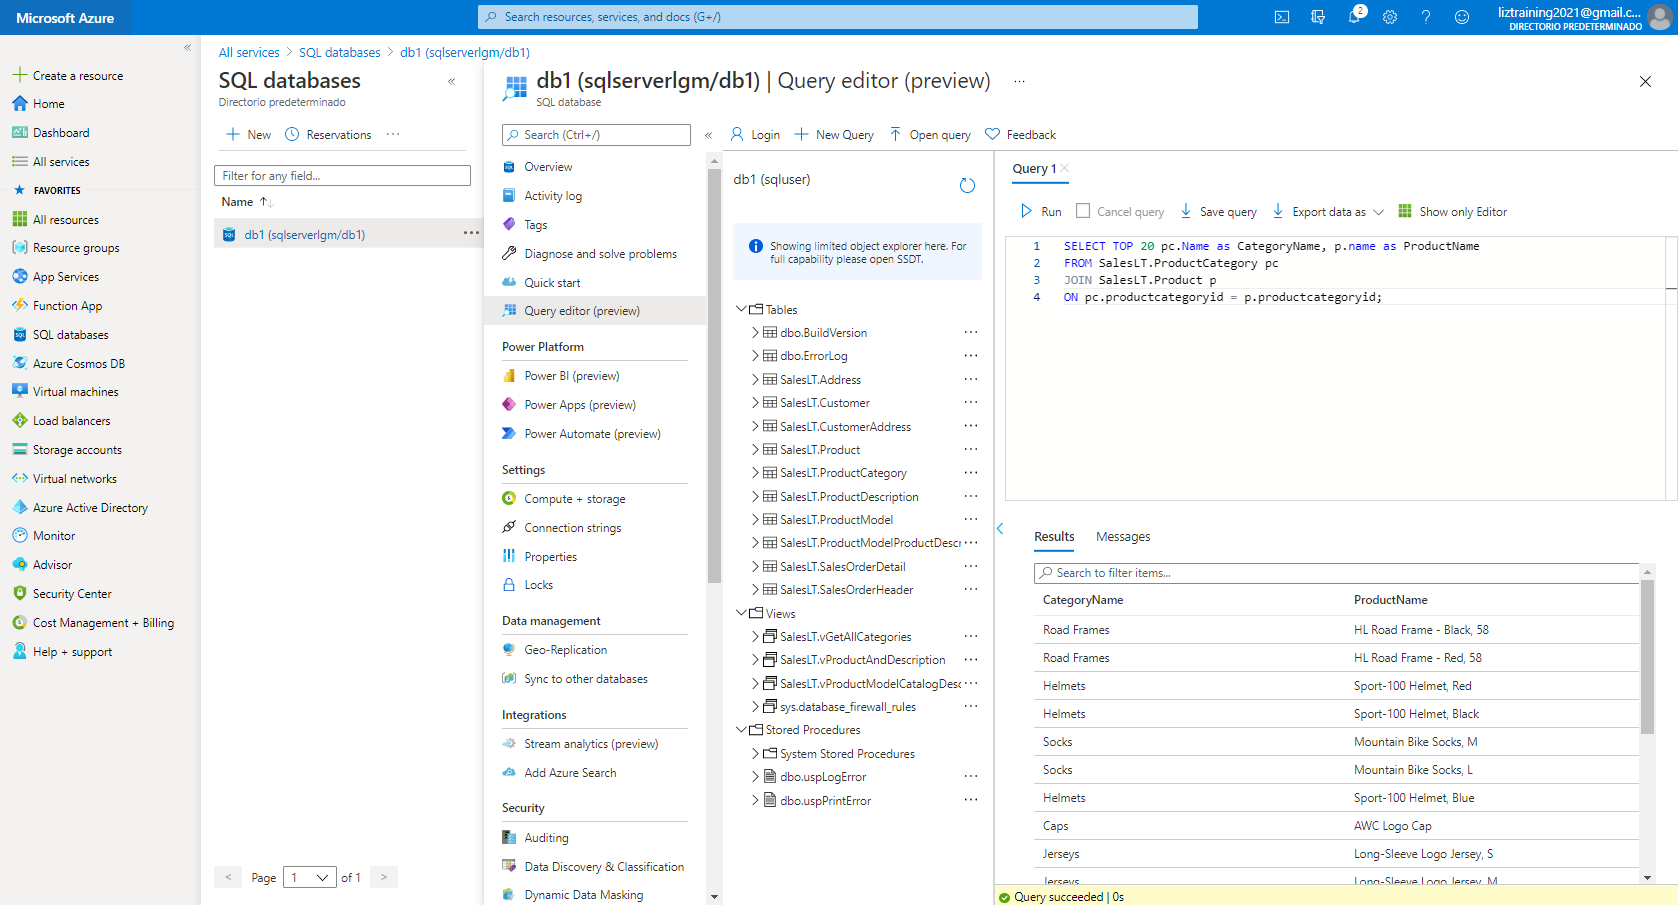 Microsoft Azure
Search resources, services, and docs (G+/)
2
liztraining2021@gmail.c...
DIRECTORIO PREDETERMINADO
Create a resource
Home
Dashboard
All services
FAVORITES
All resources
Resource groups
App Services
Function App
SQL databases
Azure Cosmos DB
Virtual machines
Load balancers
Storage accounts
Virtual networks
Azure Active Directory
Monitor
Advisor
Security Center
Cost Management + Billing
Help + support
All services > SQL databases > db1 (sqlserverlgm/db1)
SQL databases
Directorio predeterminado
New
Reservations
...
Filter for any field...
Name
db1 (sqlserverlgm/db1)
...
< Page 1 of 1 >
db1 (sqlserverlgm/db1) | Query editor (preview)
...
SQL database
Search (Ctrl+/)
Overview
Activity log
Tags
Diagnose and solve problems
Quick start
Query editor (preview)
Power Platform
Power BI (preview)
Power Apps (preview)
Power Automate (preview)
Settings
Compute + storage
Connection strings
Properties
Locks
Data management
Geo-Replication
Sync to other databases
Integrations
Stream analytics (preview)
Add Azure Search
Security
Auditing
Data Discovery & Classification
Dynamic Data Masking
Login
New Query
Open query
Feedback
db1 (sqluser)
Showing limited object explorer here. For
full capability please open SSDT.
Tables
dbo.BuildVersion ...
dbo.ErrorLog ...
SalesLT.Address ...
SalesLT.Customer ...
SalesLT.CustomerAddress ...
SalesLT.Product ...
SalesLT.ProductCategory ...
SalesLT.ProductDescription ...
SalesLT.ProductModel ...
SalesLT.ProductModelProductDescr ...
SalesLT.SalesOrderDetail ...
SalesLT.SalesOrderHeader ...
Views
SalesLT.vGetAllCategories ...
SalesLT.vProductAndDescription ...
SalesLT.vProductModelCatalogDesc ...
sys.database_firewall_rules ...
Stored Procedures
System Stored Procedures
dbo.uspLogError ...
dbo.uspPrintError ...
Query 1
Run
Cancel query
Save query
Export data as
Show only Editor
1 SELECT TOP 20 pc.Name as CategoryName, p.name as ProductName
2 FROM SalesLT.ProductCategory pc
3 JOIN SalesLT.Product p
4 ON pc.productcategoryid = p.productcategoryid;
Results
Messages
Search to filter items...
CategoryName ProductName
Road Frames HL Road Frame - Black, 58
Road Frames HL Road Frame - Red, 58
Helmets Sport-100 Helmet, Red
Helmets Sport-100 Helmet, Black
Socks Mountain Bike Socks, M
Socks Mountain Bike Socks, L
Helmets Sport-100 Helmet, Blue
Caps AWC Logo Cap
Jerseys Long-Sleeve Logo Jersey, S
Jerseys Long-Sleeve Logo Jersey, M
Query succeeded | 0s